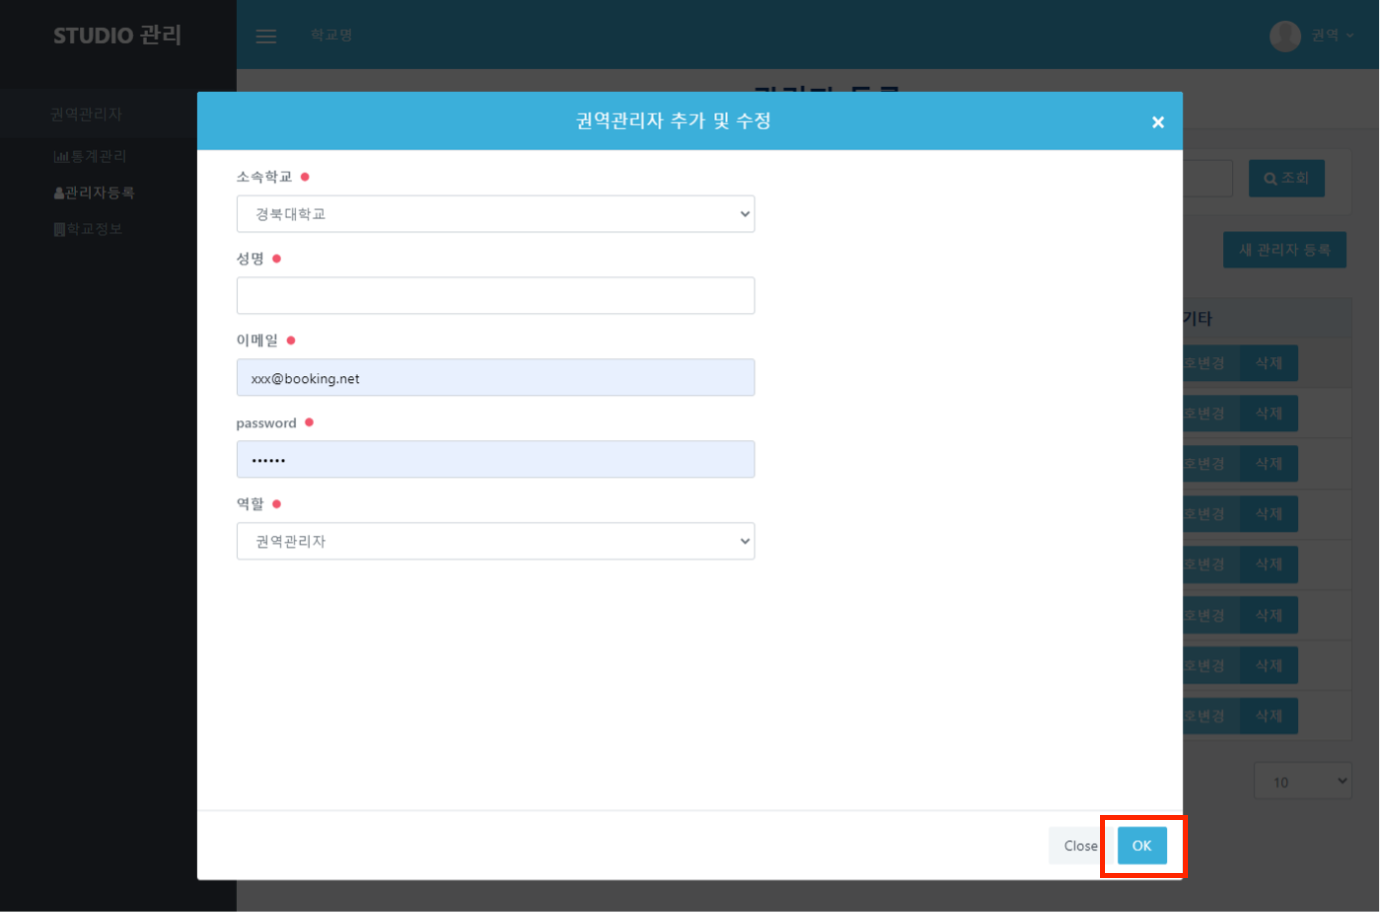 STUDIO 관리
학교명
권역
권역관리자
통계관리
관리자등록
학교정보
권역관리자 추가 및 수정
×
소속학교
경북대학교
성명
이메일
xxx@booking.net
password
••••••
역할
권역관리자
Close
OK
조회
새 관리자 등록
기타
호변경 삭제
호변경 삭제
호변경 삭제
호변경 삭제
호변경 삭제
호변경 삭제
호변경 삭제
호변경 삭제
10